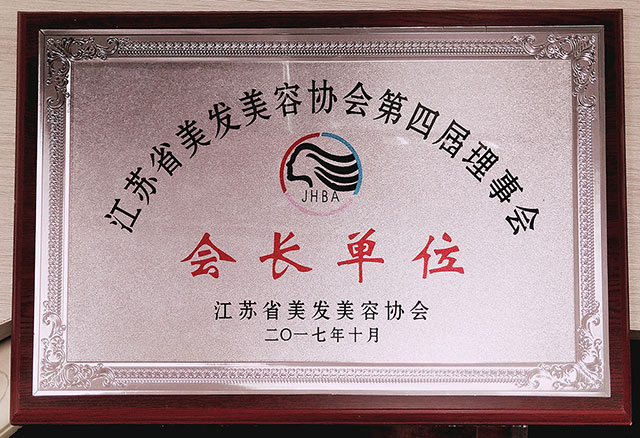 江苏省美发美容协会第四届理事会
JHBA
会长单位
江苏省美发美容协会
二〇一七年十月